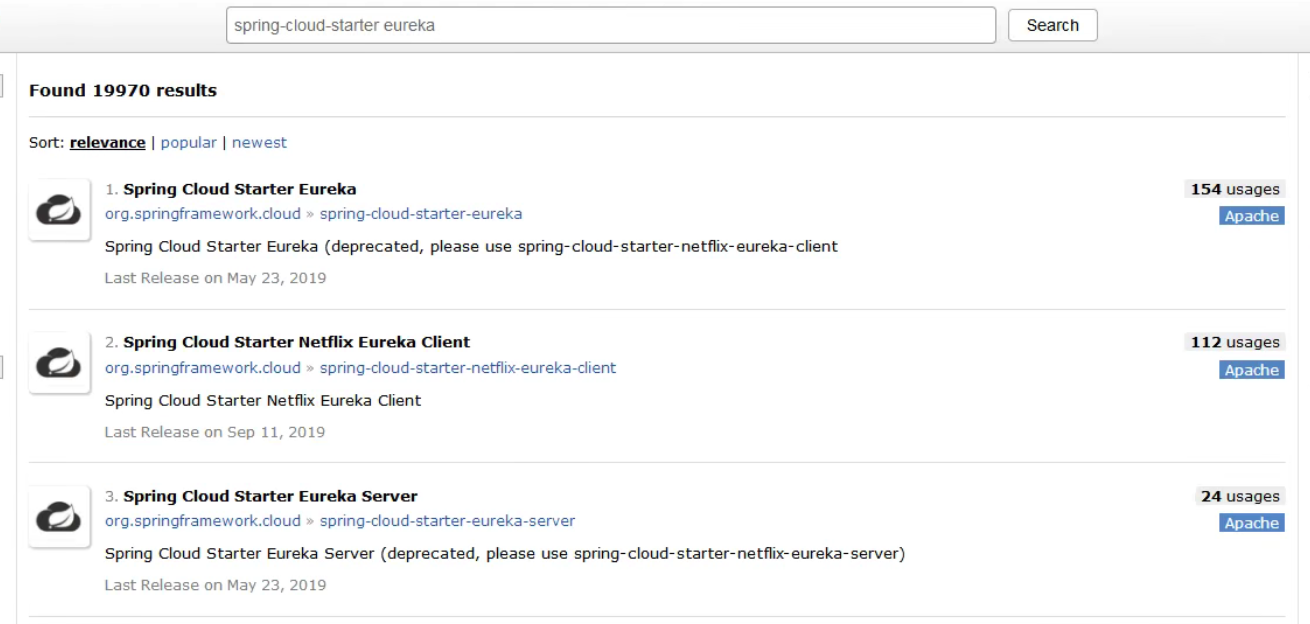 spring-cloud-starter eureka
Search
Found 19970 results
Sort: relevance | popular | newest
1. Spring Cloud Starter Eureka
154 usages
org.springframework.cloud » spring-cloud-starter-eureka
Apache
Spring Cloud Starter Eureka (deprecated, please use spring-cloud-starter-netflix-eureka-client
Last Release on May 23, 2019
2. Spring Cloud Starter Netflix Eureka Client
112 usages
org.springframework.cloud » spring-cloud-starter-netflix-eureka-client
Apache
Spring Cloud Starter Netflix Eureka Client
Last Release on Sep 11, 2019
3. Spring Cloud Starter Eureka Server
24 usages
org.springframework.cloud » spring-cloud-starter-eureka-server
Apache
Spring Cloud Starter Eureka Server (deprecated, please use spring-cloud-starter-netflix-eureka-server)
Last Release on May 23, 2019